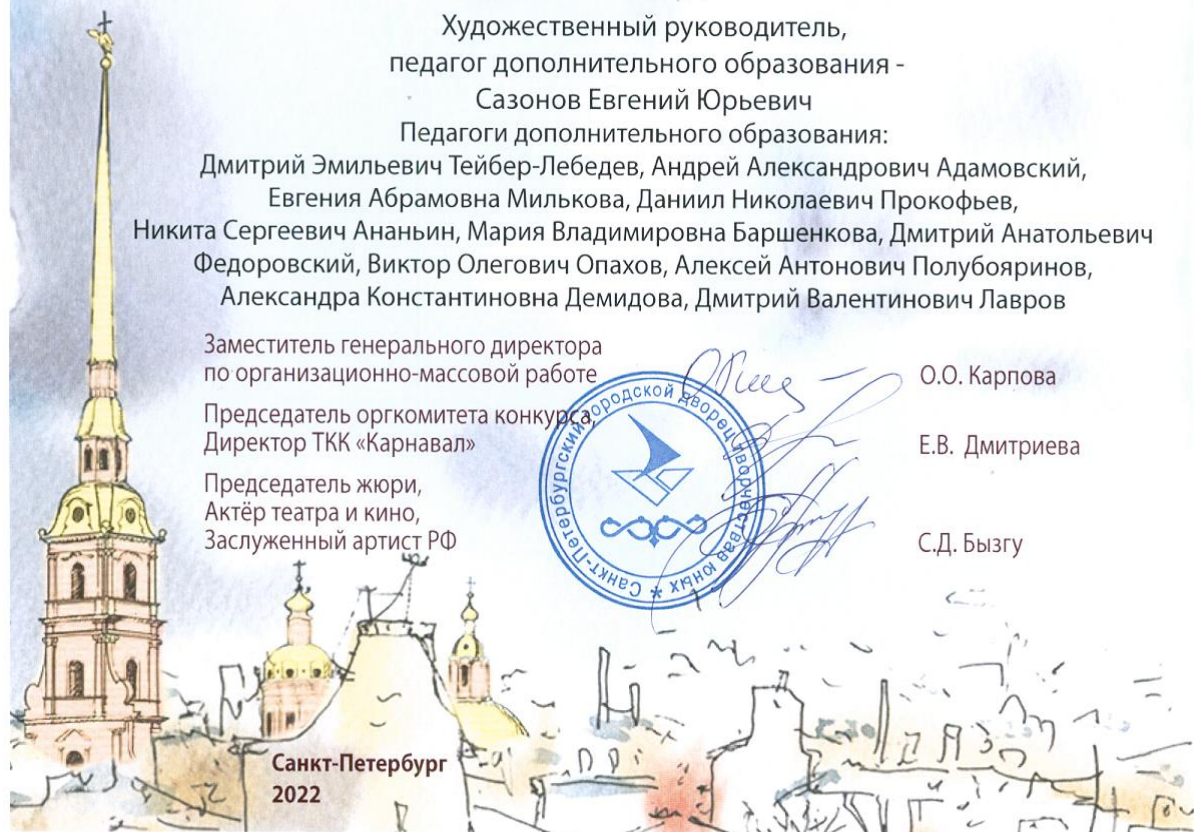 Художественный руководитель,
педагог дополнительного образования -
Сазонов Евгений Юрьевич
Педагоги дополнительного образования:
Дмитрий Эмильевич Тейбер-Лебедев, Андрей Александрович Адамовский,
Евгения Абрамовна Милькова, Даниил Николаевич Прокофьев,
Никита Сергеевич Ананьин, Мария Владимировна Баршенкова, Дмитрий Анатольевич
Федоровский, Виктор Олегович Опахов, Алексей Антонович Полубояринов,
Александра Константиновна Демидова, Дмитрий Валентинович Лавров
Заместитель генерального директора
по организационно-массовой работе
О.О. Карпова
Председатель оргкомитета конкурса,
Директор ТКК «Карнавал»
Е.В. Дмитриева
Председатель жюри,
Актёр театра и кино,
Заслуженный артист РФ
С.Д. Бызгу
Санкт-Петербургский городской дворец творчества юных *
Санкт-Петербург
2022